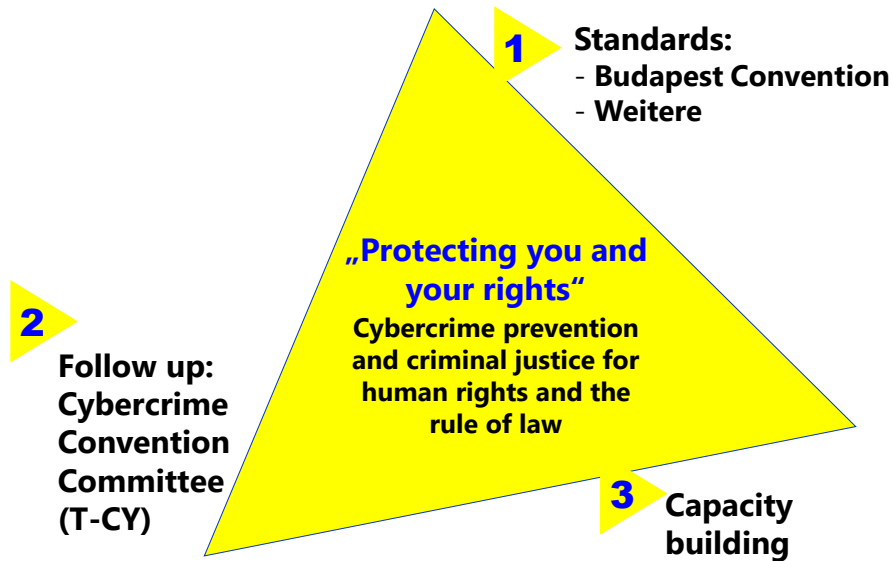 1
Standards:
- Budapest Convention
- Weitere
„Protecting you and
your rights“
Cybercrime prevention
and criminal justice for
human rights and the
rule of law
2
Follow up:
Cybercrime
Convention
Committee
(T-CY)
3
Capacity
building